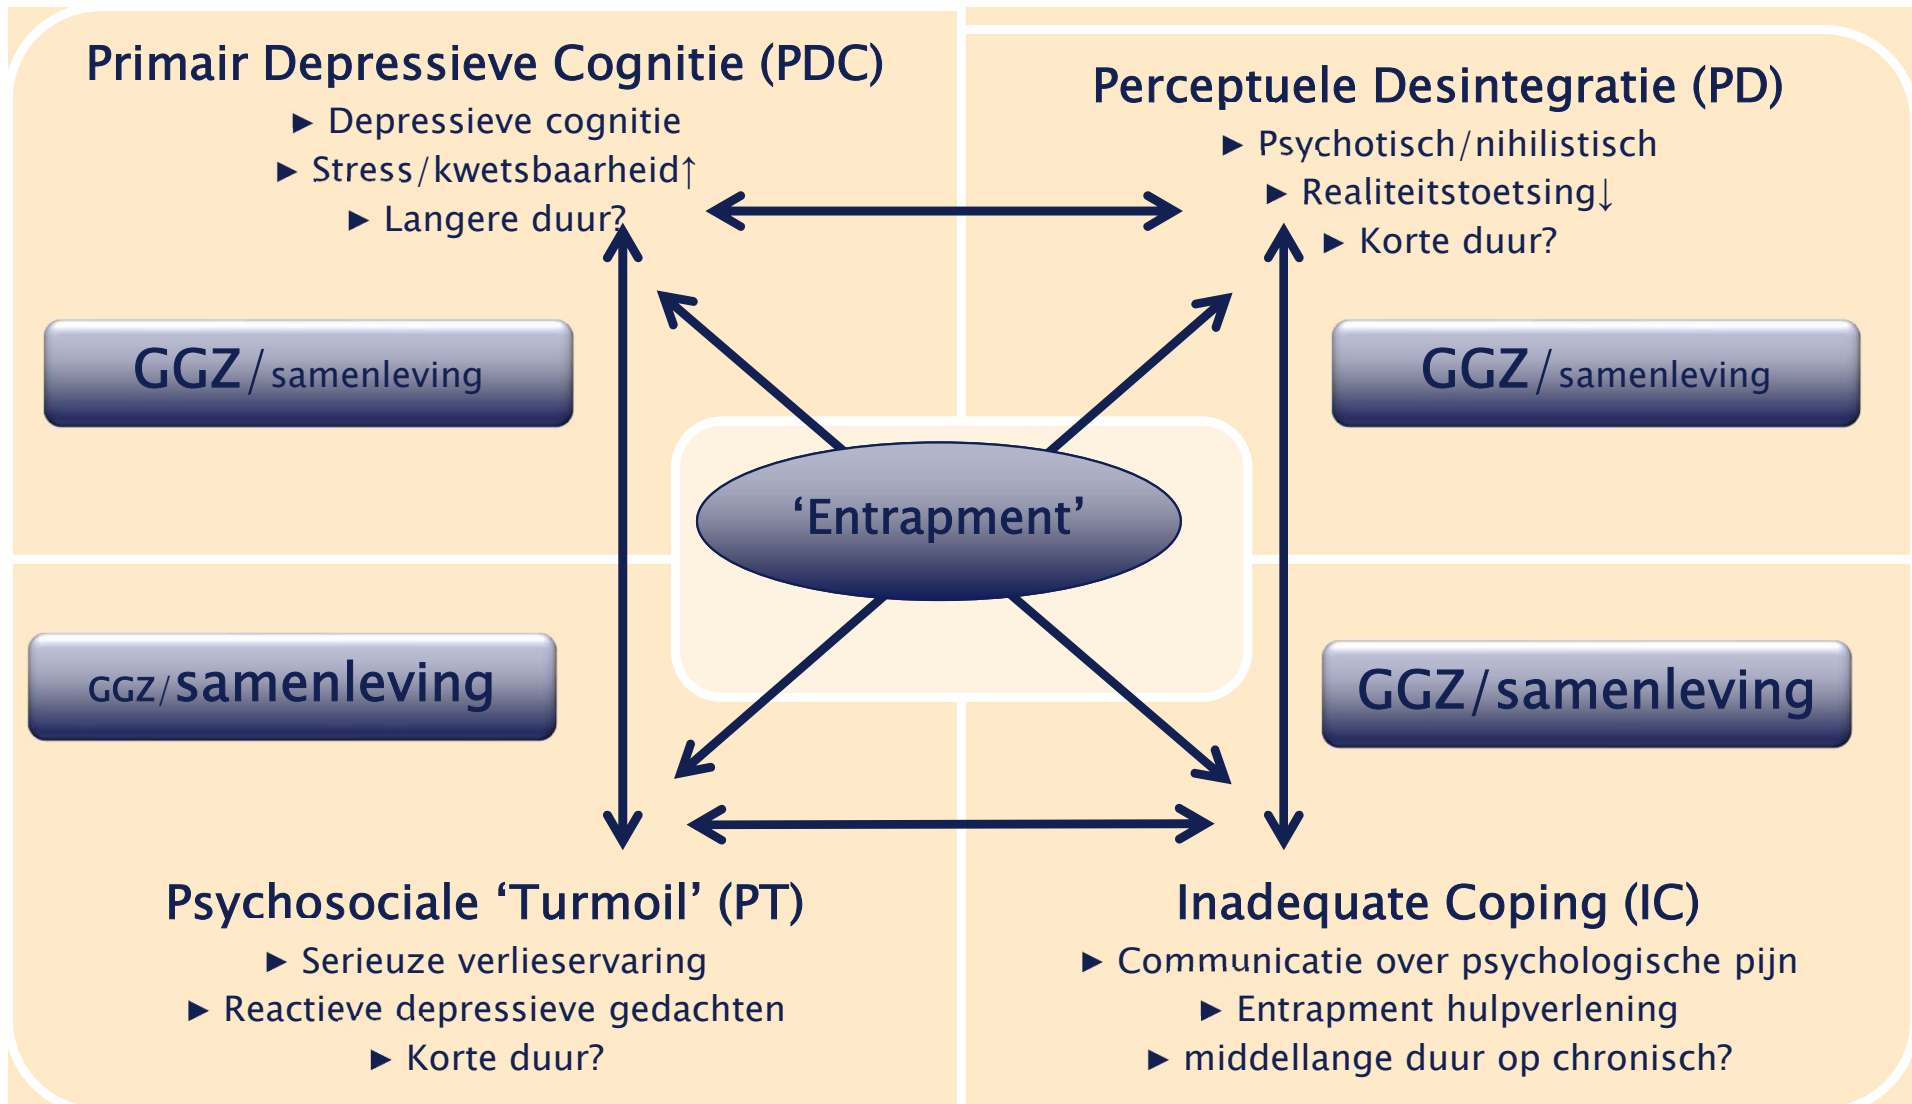 Primair Depressieve Cognitie (PDC)
► Depressieve cognitie
► Stress/kwetsbaarheid↑
► Langere duur?
GGZ/samenleving
Perceptuele Desintegratie (PD)
► Psychotisch/nihilistisch
► Realiteitstoetsing↓
► Korte duur?
GGZ/samenleving
‘Entrapment’
GGZ/samenleving
Psychosociale ‘Turmoil’ (PT)
► Serieuze verlieservaring
► Reactieve depressieve gedachten
► Korte duur?
GGZ/samenleving
Inadequate Coping (IC)
► Communicatie over psychologische pijn
► Entrapment hulpverlening
► middellange duur op chronisch?